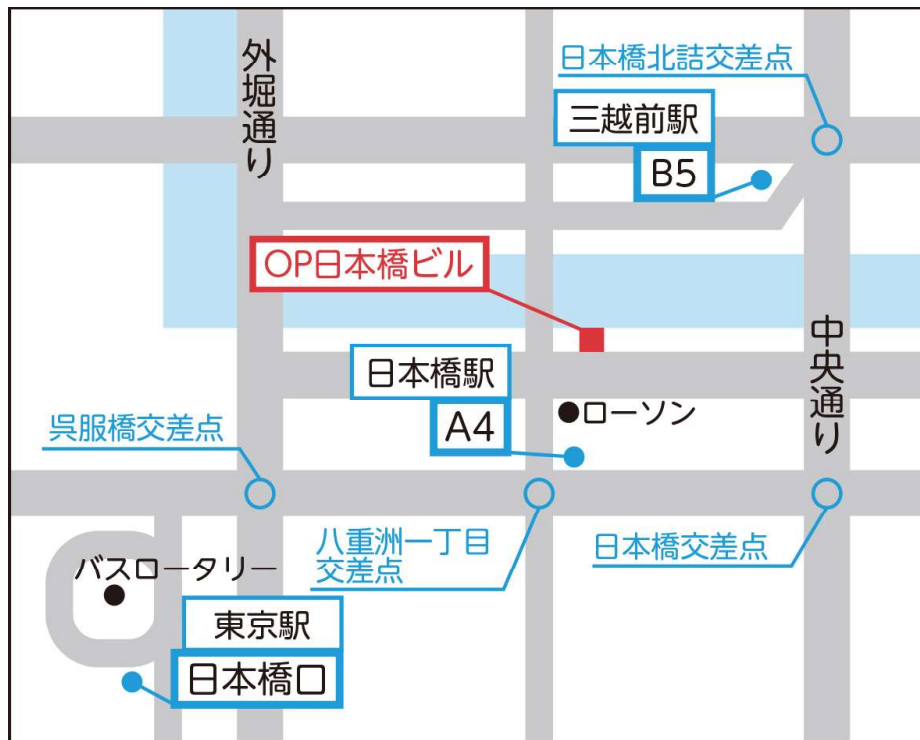 外堀通り
日本橋北詰交差点
三越前駅
B5
OP日本橋ビル
中央通り
日本橋駅
A4
●ローソン
呉服橋交差点
八重洲一丁目
交差点
日本橋交差点
バスロータリー
東京駅
日本橋口